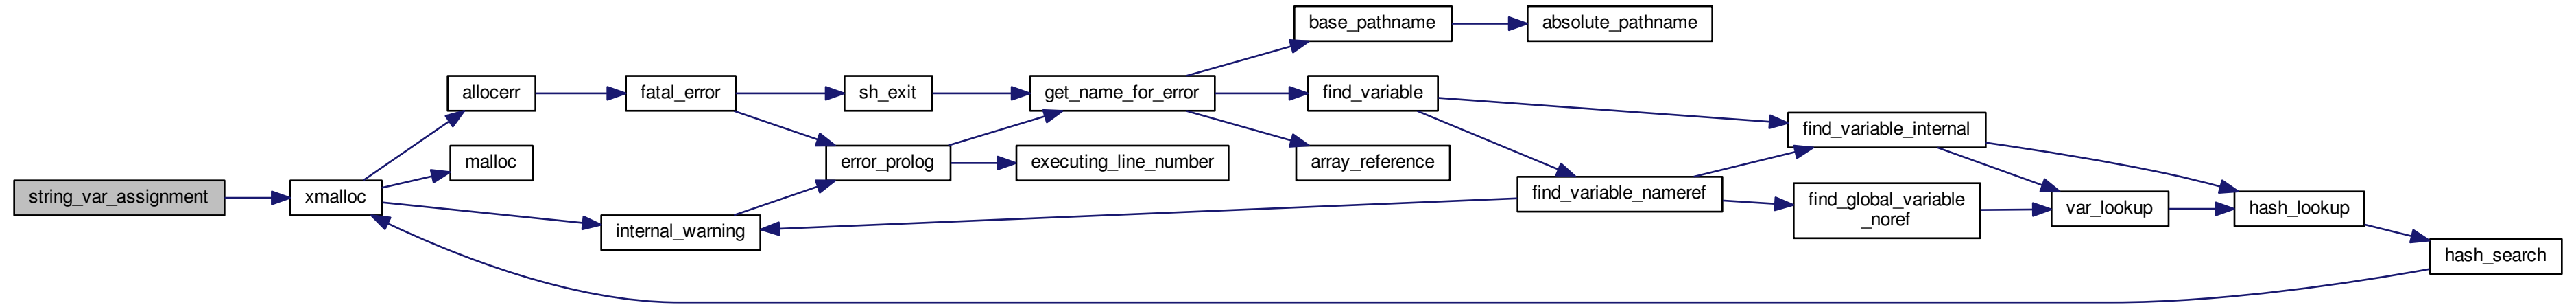 base_pathname
absolute_pathname
allocerr
fatal_error
sh_exit
get_name_for_error
find_variable
find_variable_internal
malloc
error_prolog
executing_line_number
array_reference
string_var_assignment
xmalloc
find_variable_nameref
find_global_variable
_noref
var_lookup
hash_lookup
internal_warning
hash_search